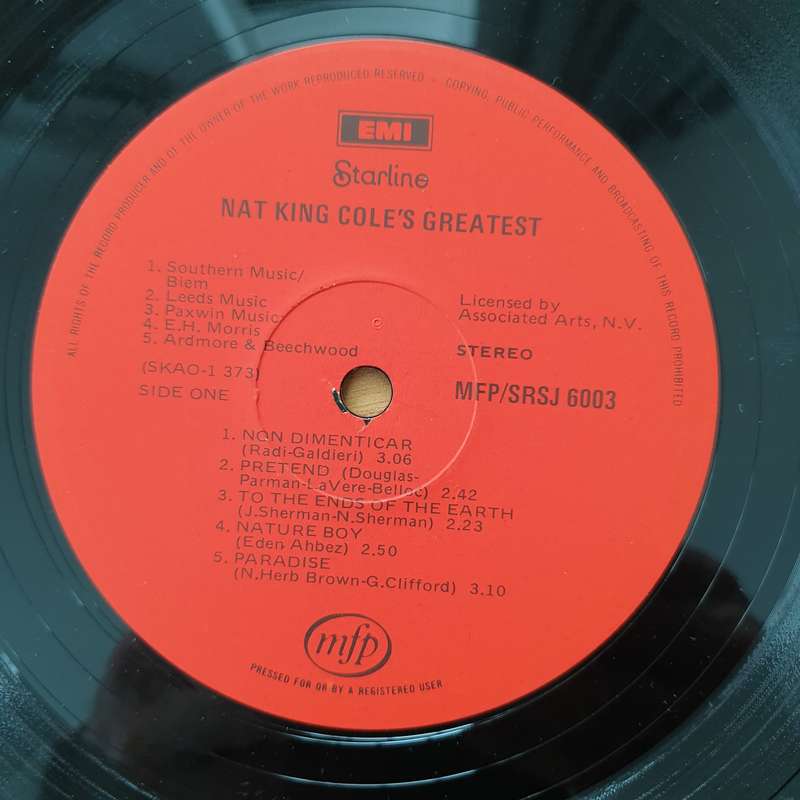 ALL RIGHTS OF THE RECORD PRODUCER AND OF THE OWNER OF THE WORK REPRODUCED RESERVED - COPYING, PUBLIC PERFORMANCE AND BROADCASTING OF THIS RECORD PROHIBITED
EMI
Starline
NAT KING COLE'S GREATEST
1. Southern Music/
Biem
2. Leeds Music
3. Paxwin Music
4. E.H. Morris
5. Ardmore & Beechwood
Licensed by
Associated Arts, N.V.
STEREO
(SKAO-1 373)
SIDE ONE
MFP/SRSJ 6003
1. NON DIMENTICAR
(Radi-Galdieri) 3.06
2. PRETEND (Douglas-
Parman-LaVere-Belloc) 2.42
3. TO THE ENDS OF THE EARTH
(J.Sherman-N.Sherman) 2.23
4. NATURE BOY
(Eden Ahbez) 2.50
5. PARADISE
(N.Herb Brown-G.Clifford) 3.10
mfp
PRESSED FOR OR BY A REGISTERED USER